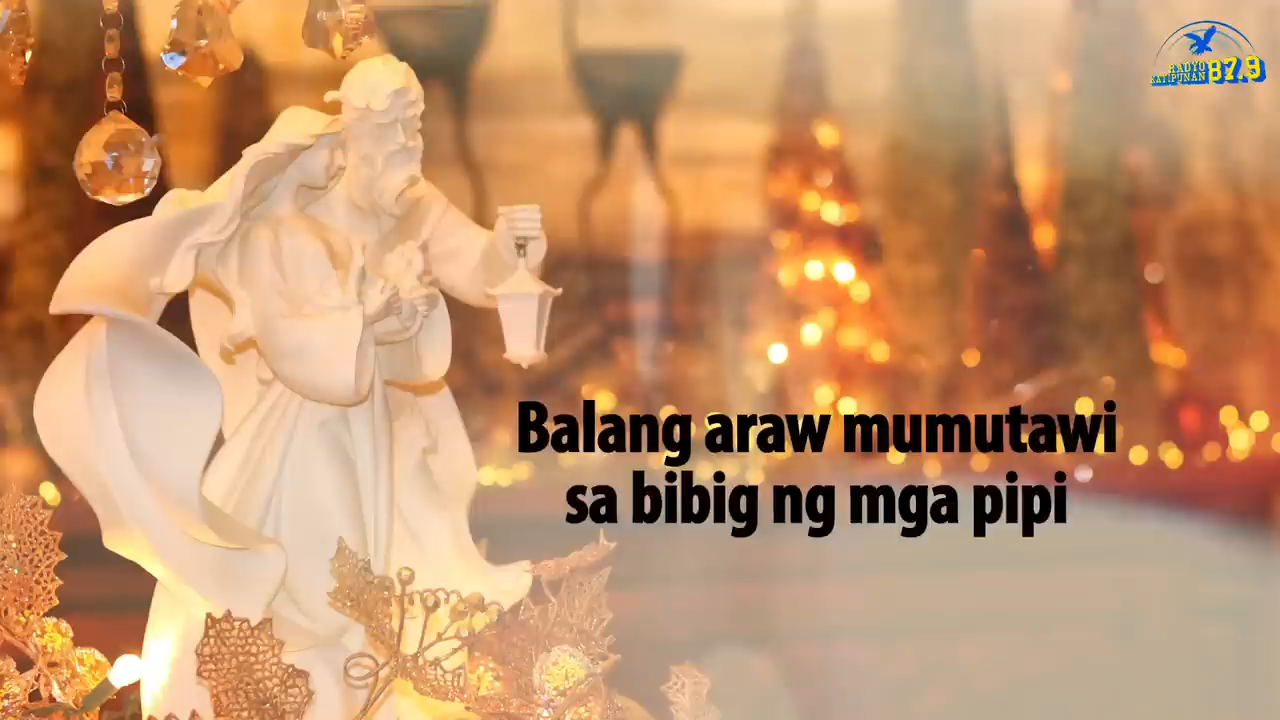 RADYO
KATIPUNAN 87.9
Balang araw mumutawi
sa bibig ng mga pipi